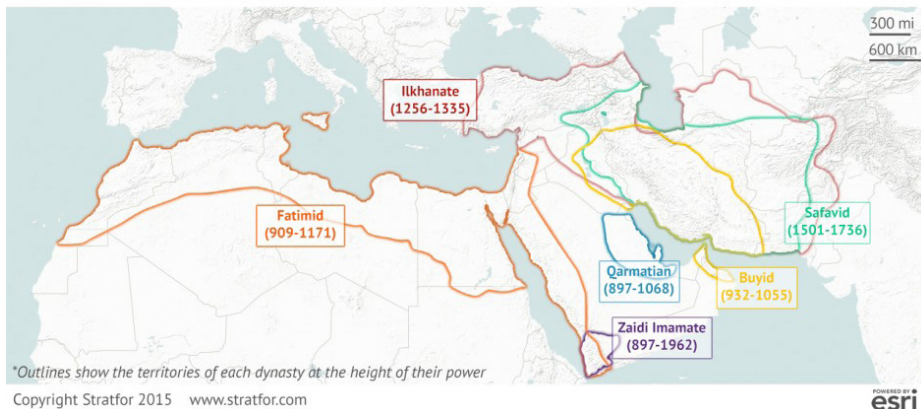 300 mi
600 km
Ilkhanate
(1256-1335)
Fatimid
(909-1171)
Safavid
(1501-1736)
Qarmatian
(897-1068)
Buyid
(932-1055)
Zaidi Imamate
(897-1962)
*Outlines show the territories of each dynasty at the height of their power
Copyright Stratfor 2015 www.stratfor.com
POWERED BY
esri